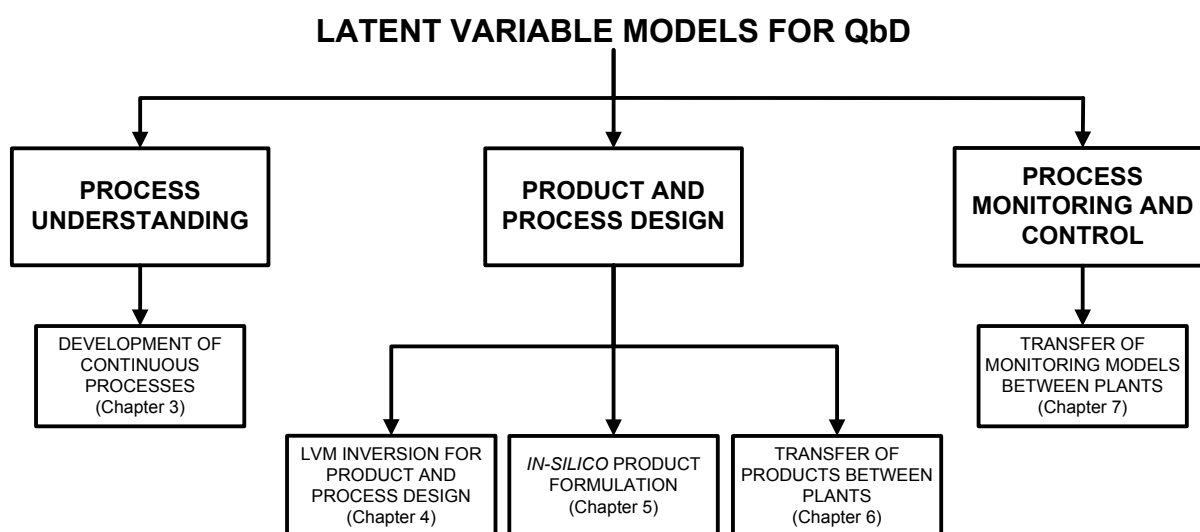 LATENT VARIABLE MODELS FOR QbD
PROCESS
UNDERSTANDING
PRODUCT AND
PROCESS DESIGN
PROCESS
MONITORING AND
CONTROL
DEVELOPMENT OF
CONTINUOUS
PROCESSES
(Chapter 3)
TRANSFER OF
MONITORING MODELS
BETWEEN PLANTS
(Chapter 7)
LVM INVERSION FOR
PRODUCT AND
PROCESS DESIGN
(Chapter 4)
IN-SILICO PRODUCT
FORMULATION
(Chapter 5)
TRANSFER OF
PRODUCTS BETWEEN
PLANTS
(Chapter 6)